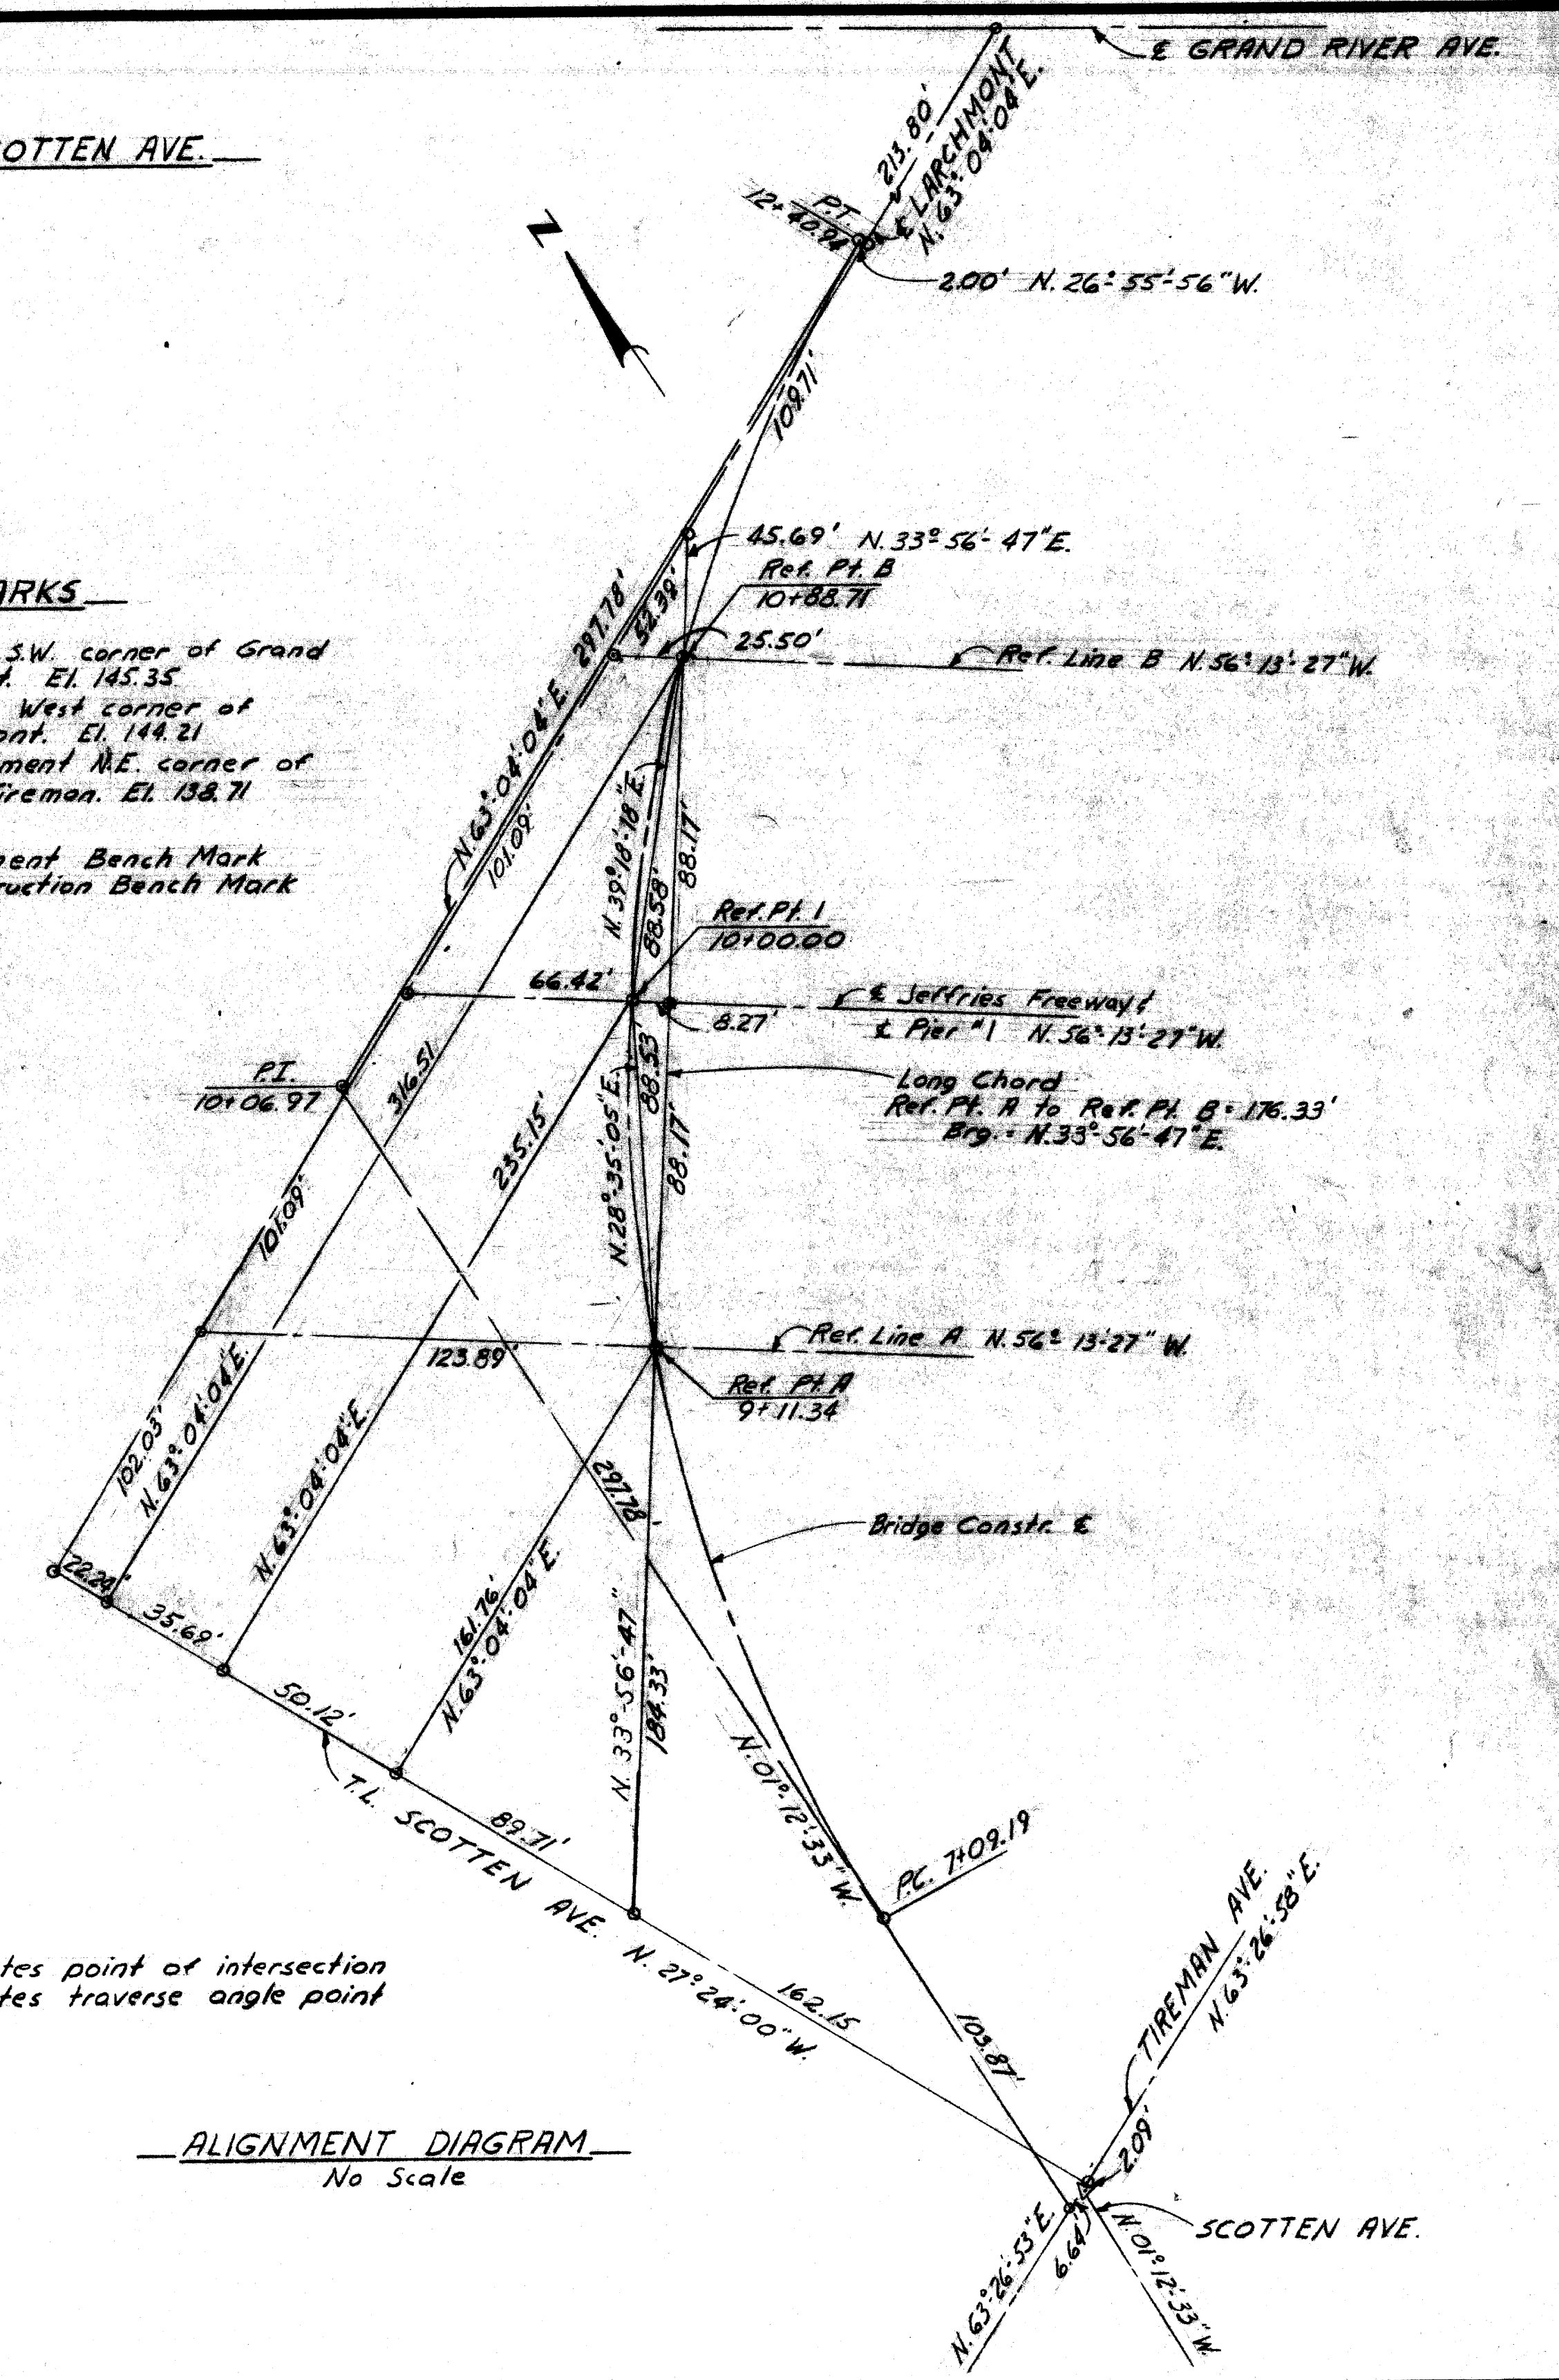 ℄ GRAND RIVER AVE.
OTTEN AVE.
213.80'
℄ LARCHMONT
N. 63°-04'-04"E.
P.T.
12+40.94
N
2.00' N. 26°-55'-56"W.
109.71'
45.69' N. 33°-56'-47"E.
Ref. Pt. B
10+88.71
297.78'
52.38'
25.50'
Ref. Line B N. 56°-13'-27"W.
ARKS
S.W. corner of Grand
t. El. 145.35
West corner of
ont. El. 144.21
ment N.E. corner of
ireman. El. 138.71
ent Bench Mark
ruction Bench Mark
N. 63°-04'-04"E.
101.09'
N. 39°-18'-18"E.
88.58'
88.17'
Ref. Pt. 1
10+00.00
66.42'
8.27'
℄ Jeffries Freeway &
℄ Pier #1 N. 56°-13'-27"W.
P.I.
10+06.97
316.51'
235.15'
N. 28°-35'-05"E.
88.53'
88.17'
Long Chord
Ref. Pt. A to Ref. Pt. B = 176.33'
Brg. = N. 33°-56'-47"E.
101.09'
123.89'
Ref. Line A N. 56°-13'-27" W.
Ref. Pt. A
9+11.34
102.03'
N. 63°-04'-04"E.
N. 63°-04'-04"E.
297.78'
Bridge Constr. ℄
22.24'
35.69'
161.76'
N. 63°-04'-04"E.
N. 33°-56'-47"
184.33'
50.12'
T.L. SCOTTEN AVE. N. 27°-24'-00" W.
89.71'
N. 01°-12'-33" W.
P.C. 7+09.19
162.15
103.87'
TIREMAN AVE.
N. 63°-26'-58"E.
tes point of intersection
tes traverse angle point
ALIGNMENT DIAGRAM
No Scale
2.09'
6.64'
N. 63°-26'-53"E.
N. 01°-12'-33"W.
SCOTTEN AVE.